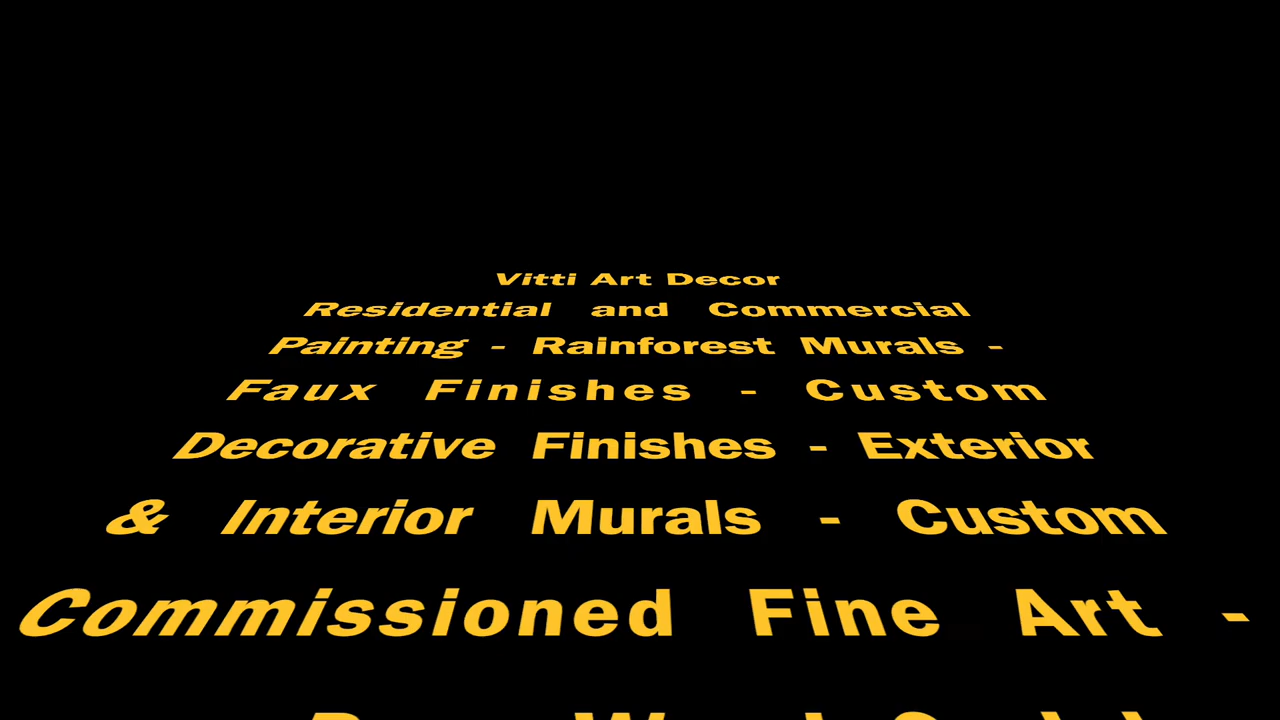 Vitti Art Decor
Residential and Commercial
Painting - Rainforest Murals -
Faux Finishes - Custom
Decorative Finishes - Exterior
& Interior Murals - Custom
Commissioned Fine Art -